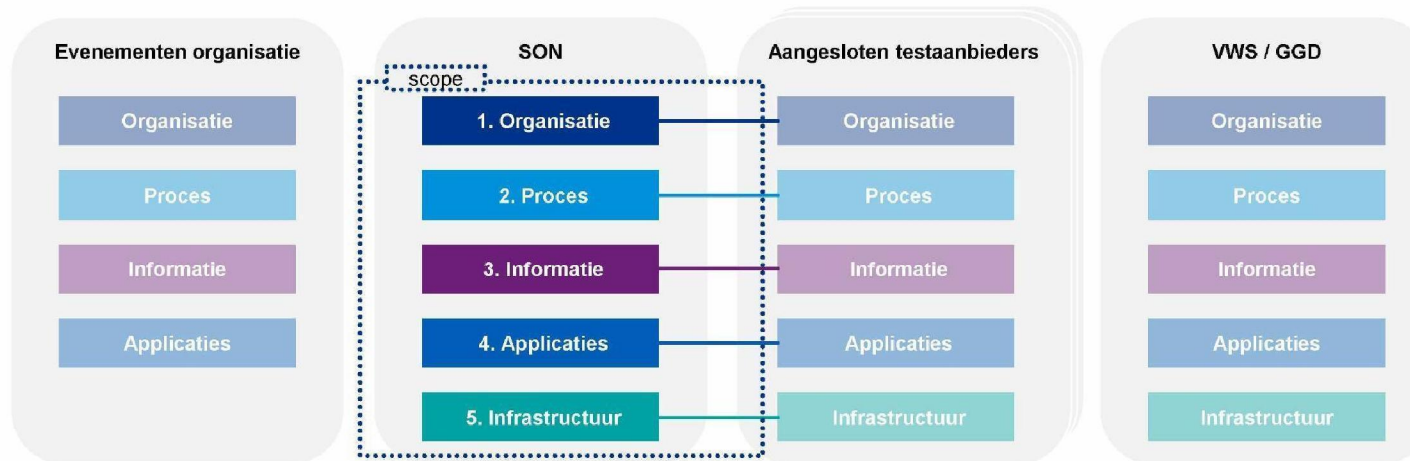 Evenementen organisatie
SON
Aangesloten testaanbieders
VWS / GGD
scope
Organisatie
1. Organisatie
Organisatie
Organisatie
Proces
2. Proces
Proces
Proces
Informatie
3. Informatie
Informatie
Informatie
Applicaties
4. Applicaties
Applicaties
Applicaties
5. Infrastructuur
Infrastructuur
Infrastructuur